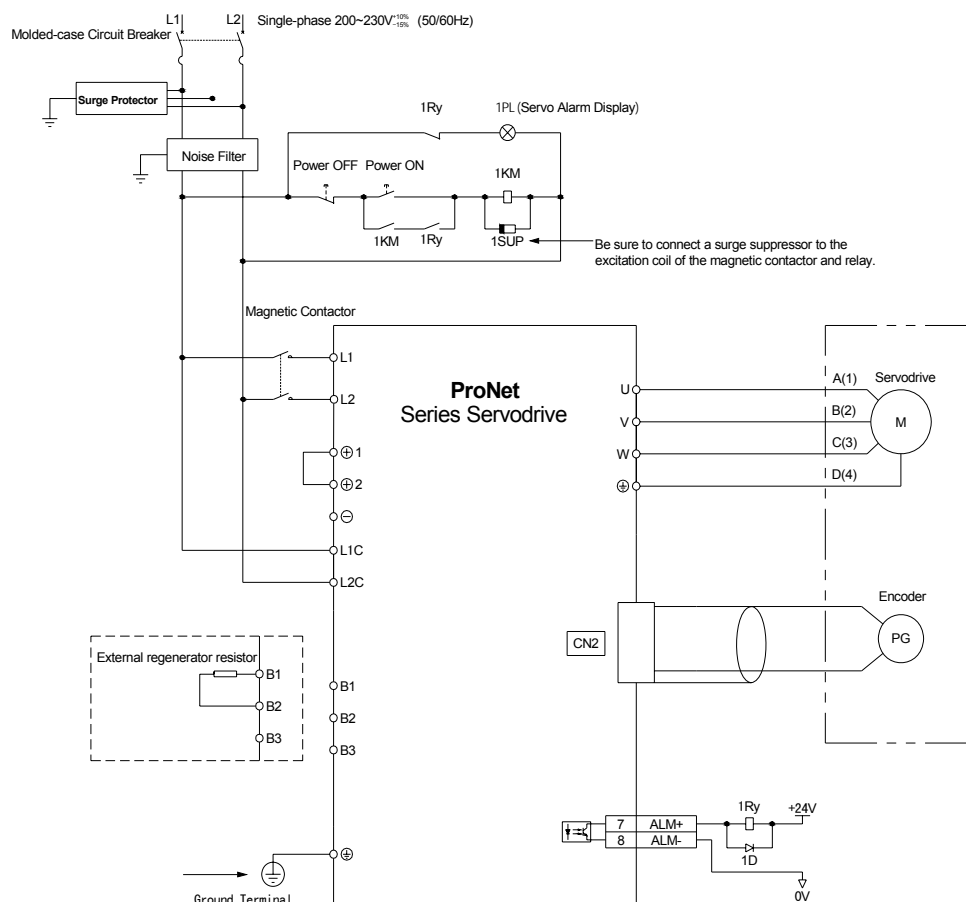 L1 L2 Single-phase 200~230V +10% -15% (50/60Hz)
Molded-case Circuit Breaker
Surge Protector
1Ry 1PL (Servo Alarm Display)
Noise Filter
Power OFF Power ON
1KM
1KM 1Ry 1SUP
Be sure to connect a surge suppressor to the
excitation coil of the magnetic contactor and relay.
Magnetic Contactor
L1
L2
1
2
L1C
L2C
ProNet
Series Servodrive
U
V
W
A(1)
B(2)
C(3)
D(4)
Servodrive
M
Encoder
CN2
PG
External regenerator resistor
B1
B2
B3
B1
B2
B3
7 ALM+
8 ALM-
1Ry
+24V
1D
0V
Ground Terminal